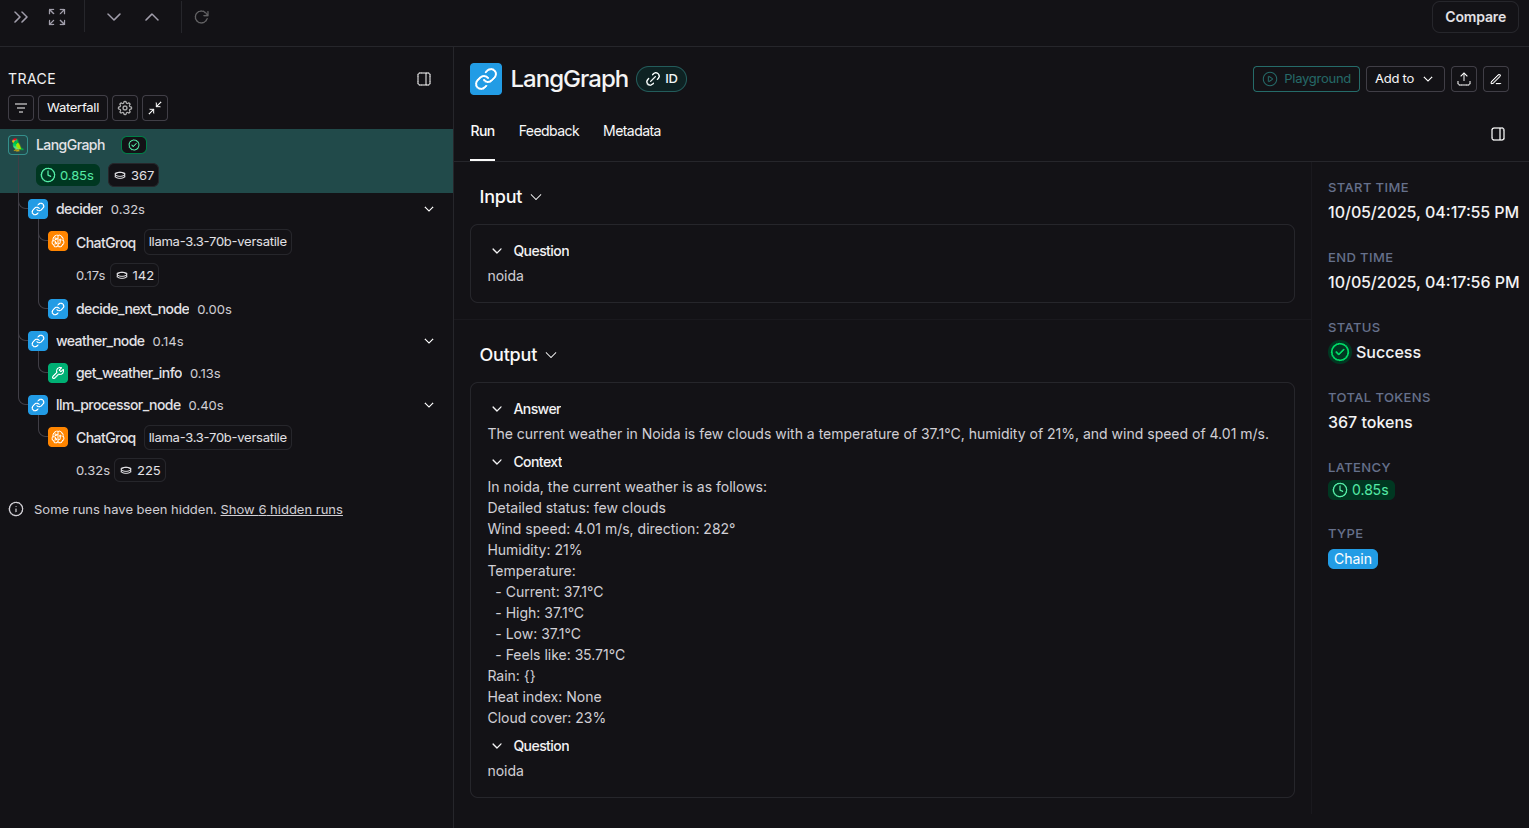 Compare
TRACE
Waterfall
LangGraph
0.85s 367
decider 0.32s
ChatGroq llama-3.3-70b-versatile
0.17s 142
decide_next_node 0.00s
weather_node 0.14s
get_weather_info 0.13s
llm_processor_node 0.40s
ChatGroq llama-3.3-70b-versatile
0.32s 225
Some runs have been hidden. Show 6 hidden runs
LangGraph ID
Playground Add to
Run Feedback Metadata
Input
Question
noida
Output
Answer
The current weather in Noida is few clouds with a temperature of 37.1°C, humidity of 21%, and wind speed of 4.01 m/s.
Context
In noida, the current weather is as follows:
Detailed status: few clouds
Wind speed: 4.01 m/s, direction: 282°
Humidity: 21%
Temperature:
- Current: 37.1°C
- High: 37.1°C
- Low: 37.1°C
- Feels like: 35.71°C
Rain: {}
Heat index: None
Cloud cover: 23%
Question
noida
START TIME
10/05/2025, 04:17:55 PM
END TIME
10/05/2025, 04:17:56 PM
STATUS
Success
TOTAL TOKENS
367 tokens
LATENCY
0.85s
TYPE
Chain